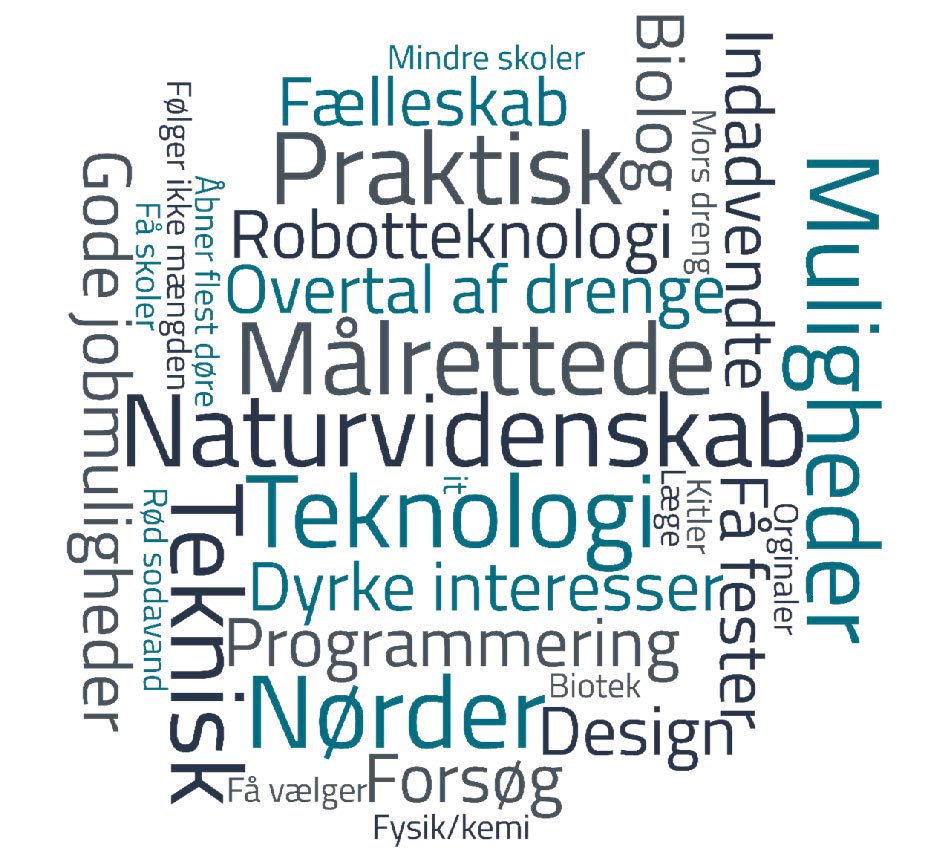 Mindre skoler
Fælleskab
Praktisk
Biolog
Indadvendte
Mors dreng
Muligheder
Følger ikke mængden
Åbner flest døre
Få skoler
Gode jobmuligheder
Robotteknologi
Overtal af drenge
Målrettede
Naturvidenskab
Teknologi
it
Læge
Kitler
Få fester
Orginaler
Rød sodavand
Teknisk
Dyrke interesser
Programmering
Nørder
Biotek
Design
Få vælger
Forsøg
Fysik/kemi